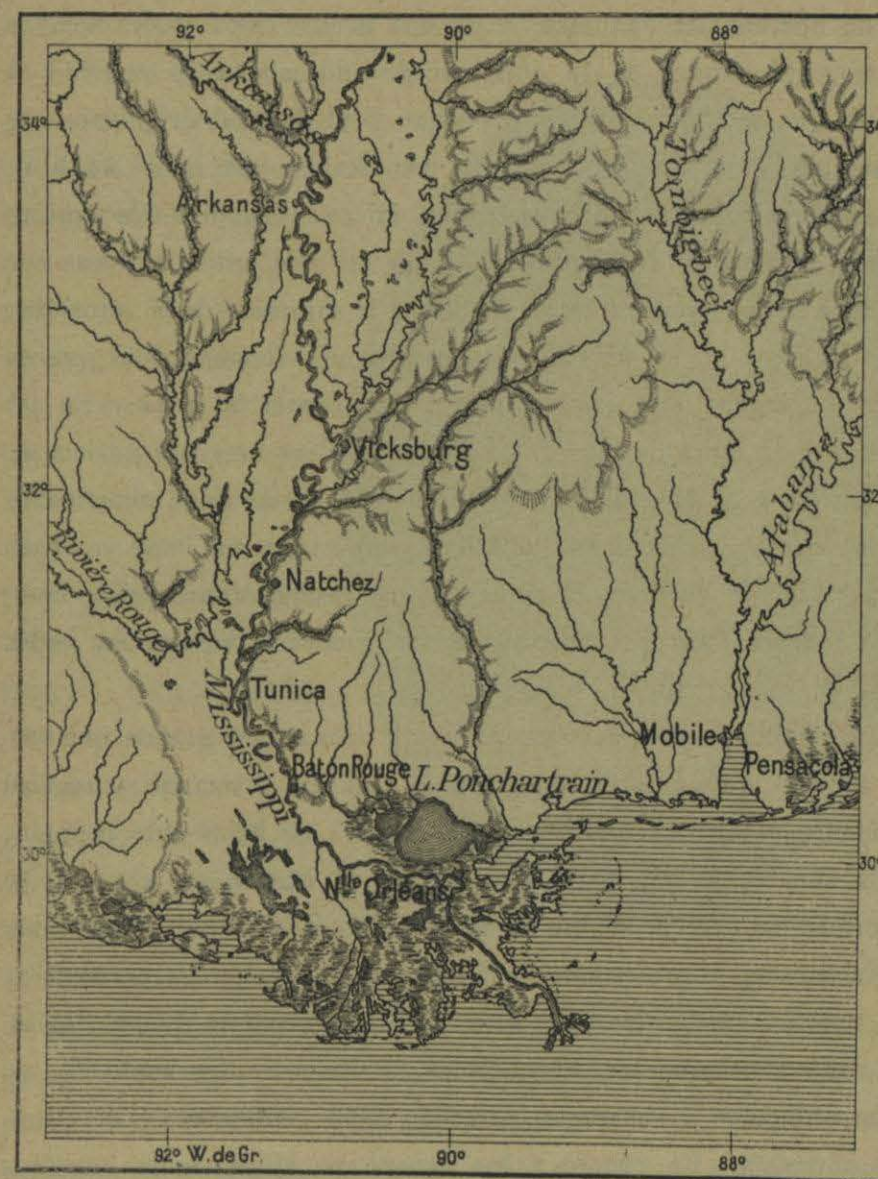 92° 90° 88°
Arkansas
34° 34°
Tombigbee
Arkansas
Vicksburg
32° 32°
Alabama
Rivière Rouge
Natchez
Mississippi
Tunica
Mobile
Baton Rouge
L. Ponchartrain
Pensacola
30° 30°
Nlle Orléans
92° W. de Gr. 90° 88°